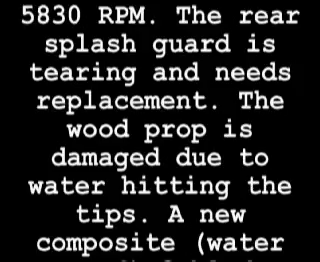 5830 RPM. The rear
splash guard is
tearing and needs
replacement. The
wood prop is
damaged due to
water hitting the
tips. A new
composite (water